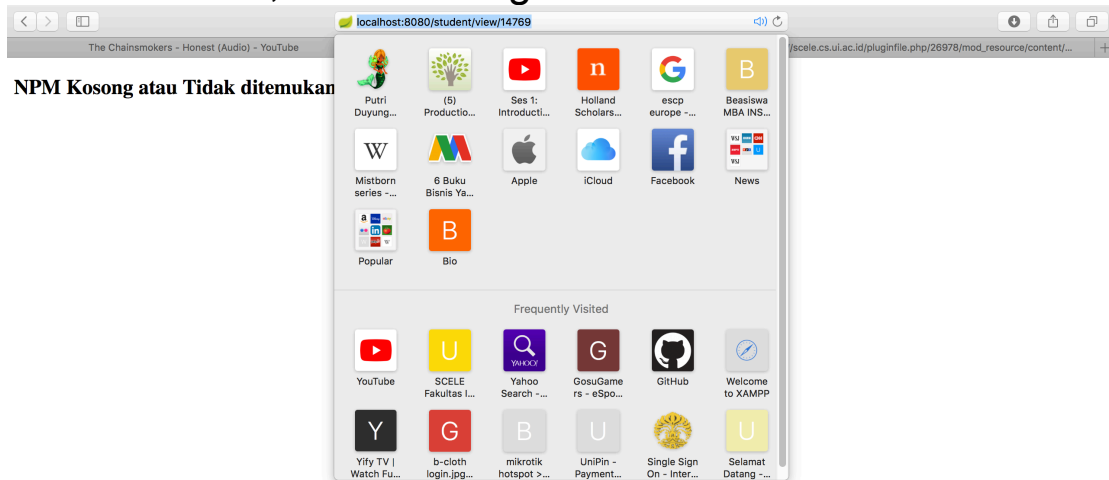 localhost:8080/student/view/14769
The Chainsmokers - Honest (Audio) - YouTube
/scele.cs.ui.ac.id/pluginfile.php/26978/mod_resource/content/...
NPM Kosong atau Tidak ditemukan
Putri Duyung...
(5) Productio...
Ses 1: Introducti...
Holland Scholars...
escp europe -...
Beasiswa MBA INS...
Mistborn series -...
6 Buku Bisnis Ya...
Apple
iCloud
Facebook
News
Popular
Bio
Frequently Visited
YouTube
SCELE Fakultas I...
Yahoo Search -...
GosuGame rs - eSpo...
GitHub
Welcome to XAMPP
Yify TV | Watch Fu...
b-cloth login.jpg...
mikrotik hotspot >...
UniPin - Payment...
Single Sign On - Inter...
Selamat Datang -...